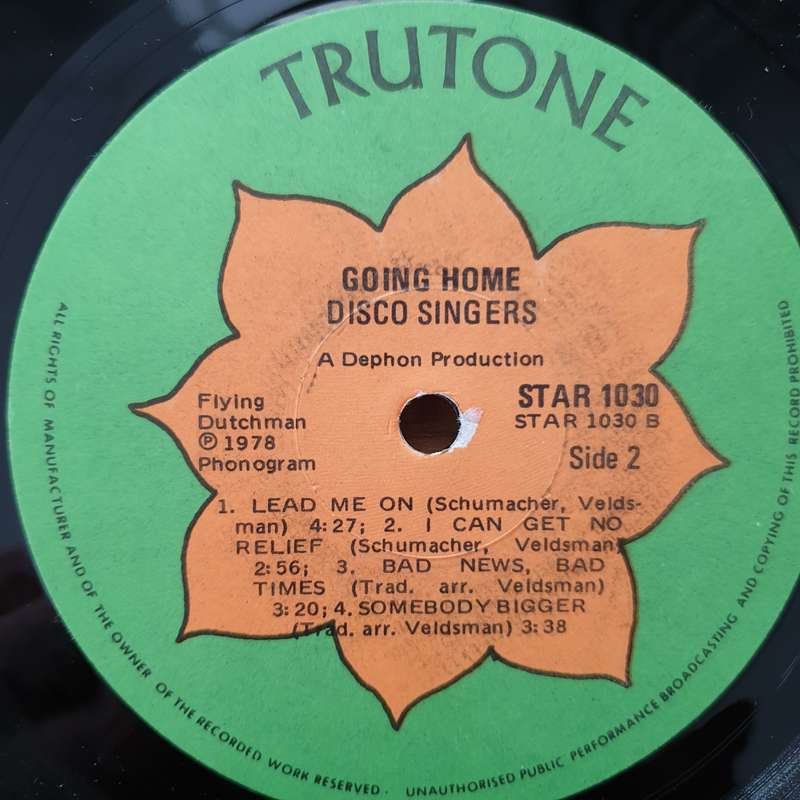 TRUTONE
GOING HOME
DISCO SINGERS
A Dephon Production
Flying
Dutchman
℗ 1978
Phonogram
STAR 1030
STAR 1030 B
Side 2
1. LEAD ME ON (Schumacher, Velds-
man) 4:27; 2. I CAN GET NO
RELIEF (Schumacher, Veldsman)
2:56; 3. BAD NEWS, BAD
TIMES (Trad. arr. Veldsman)
3:20; 4. SOMEBODY BIGGER
(Trad. arr. Veldsman) 3:38
ALL RIGHTS OF MANUFACTURER AND OF THE OWNER OF THE RECORDED WORK RESERVED. UNAUTHORISED PUBLIC PERFORMANCE BROADCASTING AND COPYING OF THIS RECORD PROHIBITED